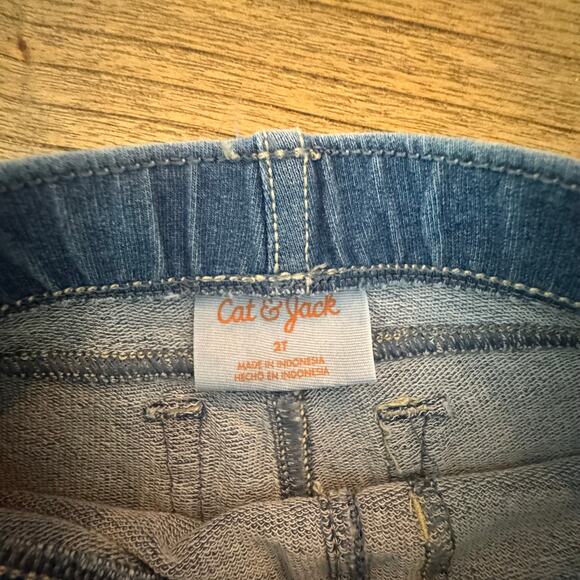 Cat & Jack
2T
MADE IN INDONESIA
HECHO EN INDONESIA